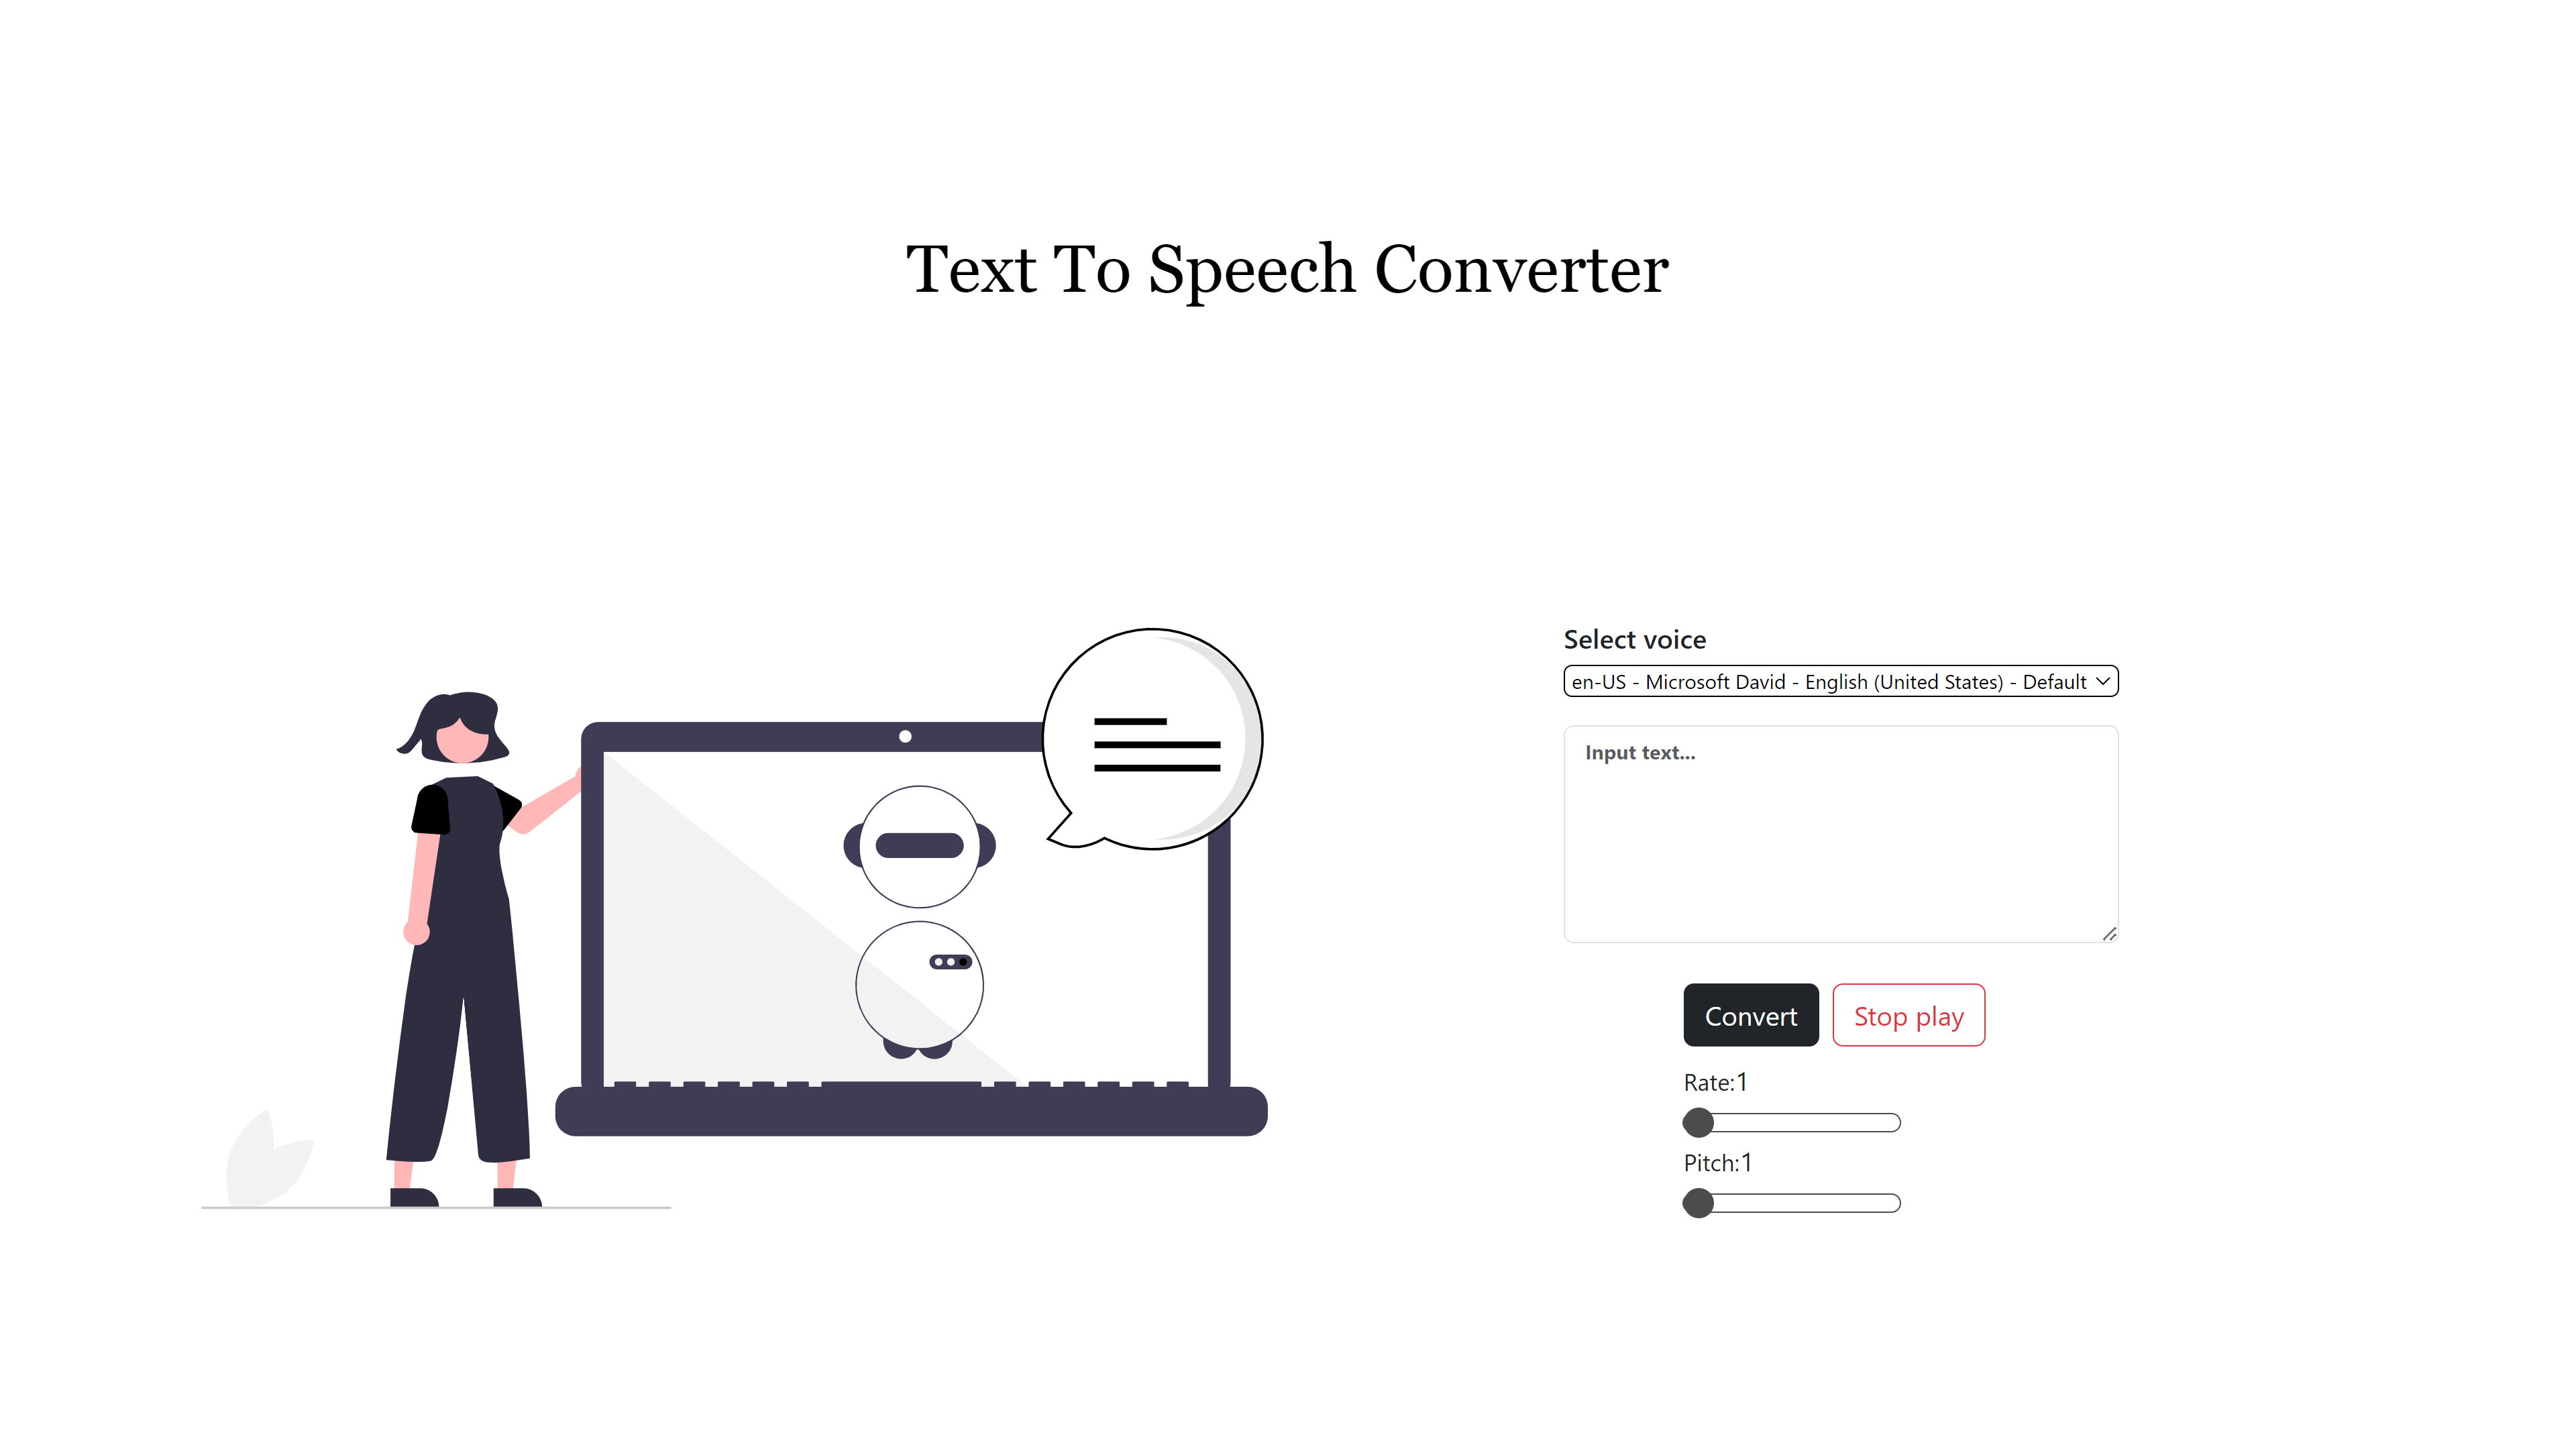 Text To Speech Converter
Select voice
en-US - Microsoft David - English (United States) - Default
Input text...
Convert
Stop play
Rate:1
Pitch:1